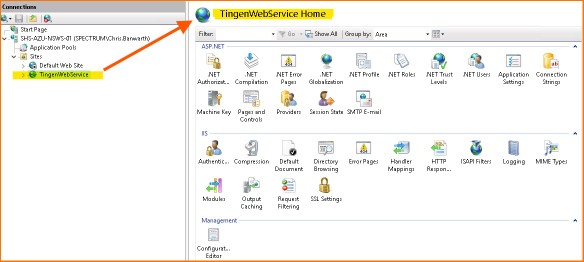 Connections
Start Page
SHS-AZU-NSWS-01 (SPECTRUM\Chris.Banwarth)
Application Pools
Sites
Default Web Site
TingenWebService
TingenWebService Home
Filter: Go Show All Group by: Area
ASP.NET
.NET Authorizat... .NET Compilation .NET Error Pages .NET Globalization .NET Profile .NET Roles .NET Trust Levels .NET Users Application Settings Connection Strings
Machine Key Pages and Controls Providers Session State SMTP E-mail
IIS
Authentic... Compression Default Document Directory Browsing Error Pages Handler Mappings HTTP Respon... ISAPI Filters Logging MIME Types
Modules Output Caching Request Filtering SSL Settings
Management
Configurat... Editor